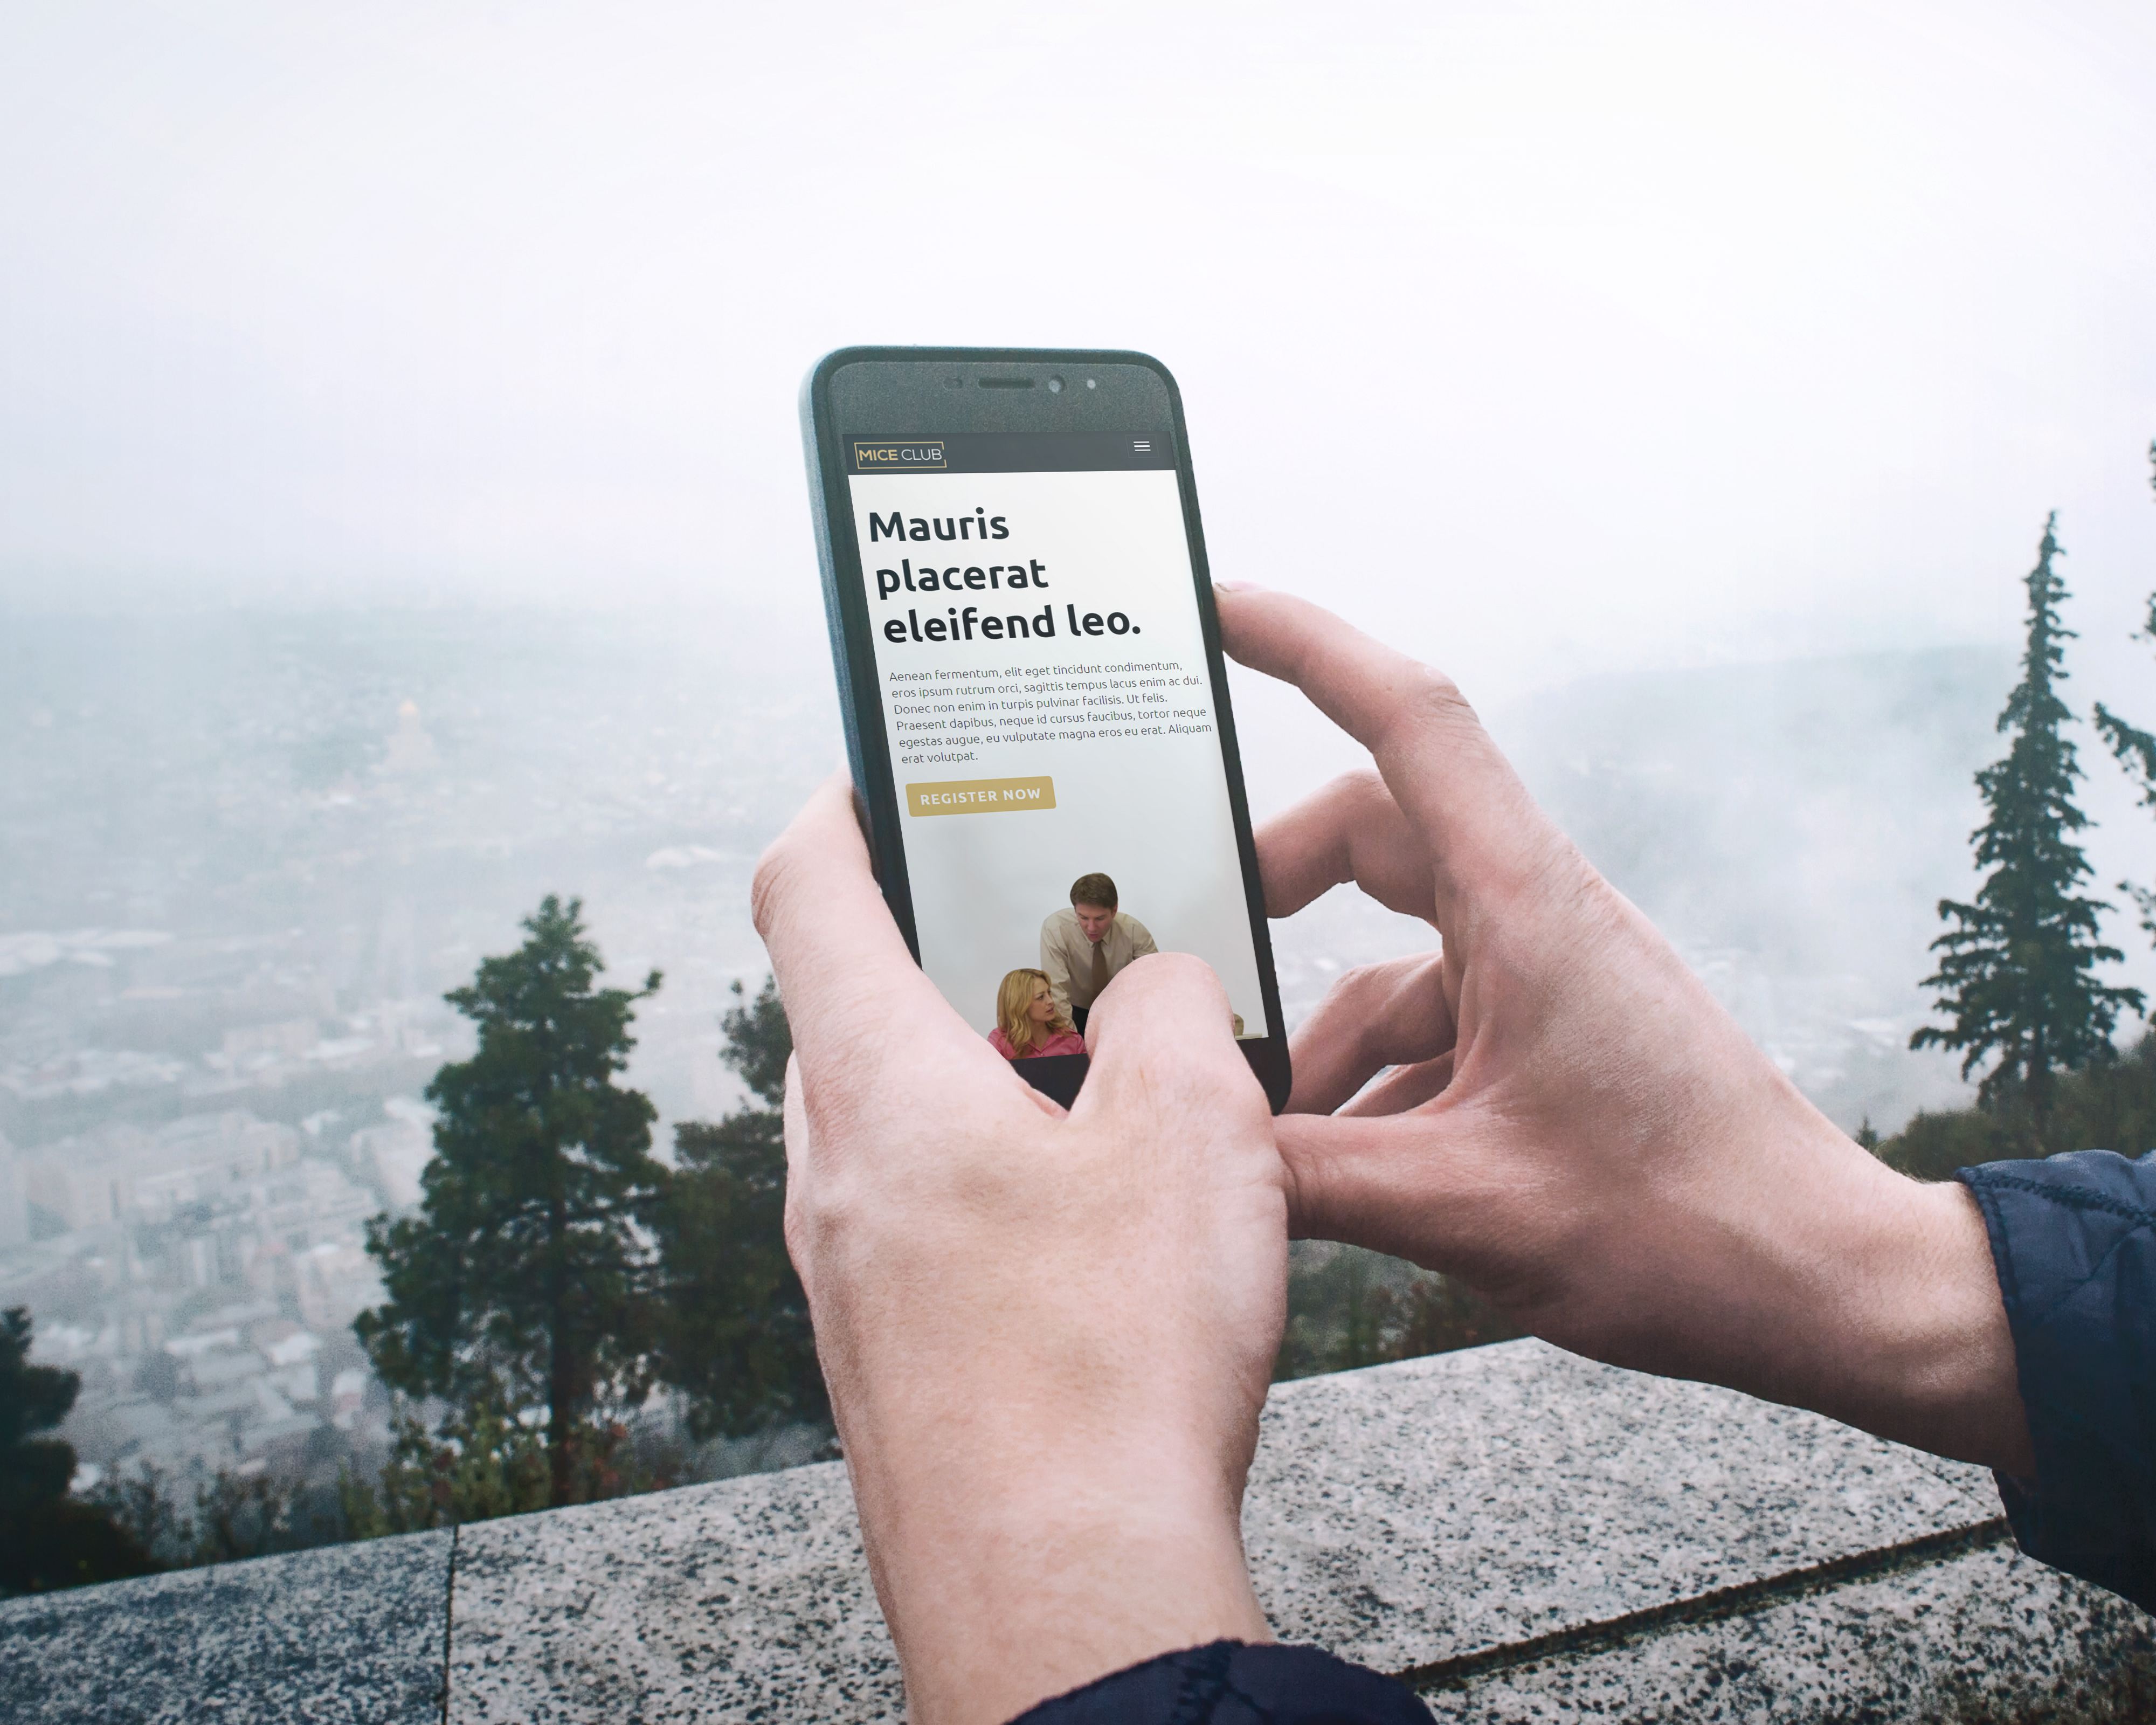 MICE CLUB
Mauris
placerat
eleifend leo.
Aenean fermentum, elit eget tincidunt condimentum,
eros ipsum rutrum orci, sagittis tempus lacus enim ac dui.
Donec non enim in turpis pulvinar facilisis. Ut felis.
Praesent dapibus, neque id cursus faucibus, tortor neque
egestas augue, eu vulputate magna eros eu erat. Aliquam
erat volutpat.
REGISTER NOW